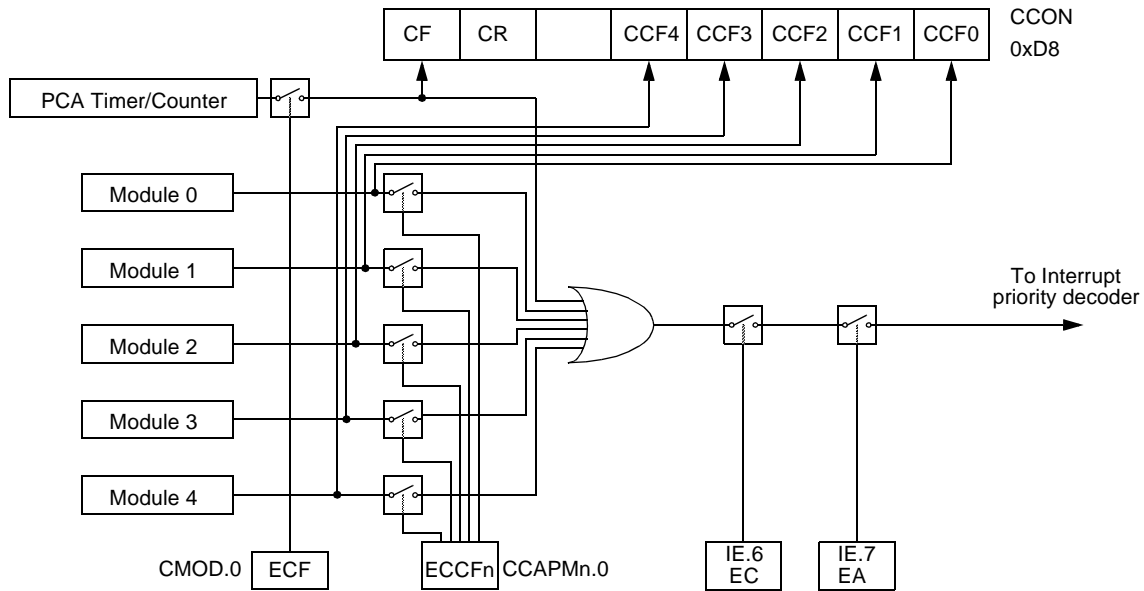 CF CR CCF4 CCF3 CCF2 CCF1 CCF0
CCON
0xD8
PCA Timer/Counter
Module 0
Module 1
Module 2
Module 3
Module 4
To Interrupt
priority decoder
CMOD.0 ECF
ECCFn CCAPMn.0
IE.6
EC
IE.7
EA